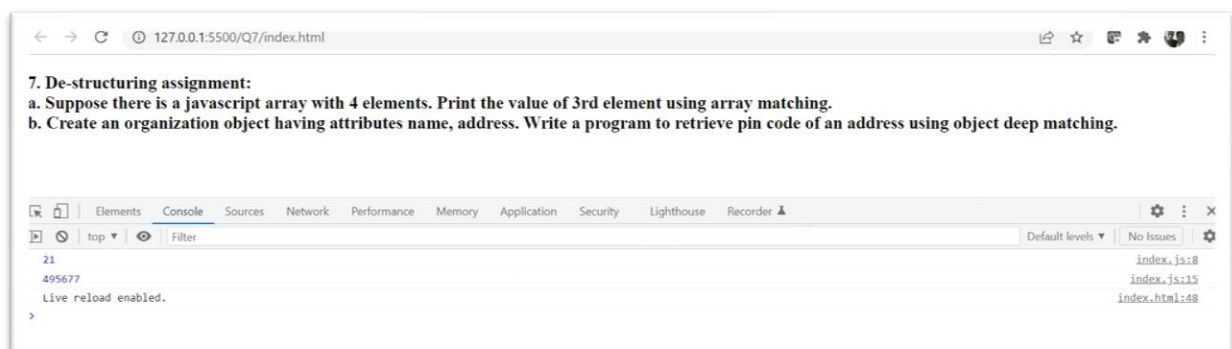 127.0.0.1:5500/Q7/index.html
7. De-structuring assignment:
a. Suppose there is a javascript array with 4 elements. Print the value of 3rd element using array matching.
b. Create an organization object having attributes name, address. Write a program to retrieve pin code of an address using object deep matching.
Elements Console Sources Network Performance Memory Application Security Lighthouse Recorder
top Filter Default levels No Issues
21 index.js:8
495677 index.js:15
Live reload enabled. index.html:48